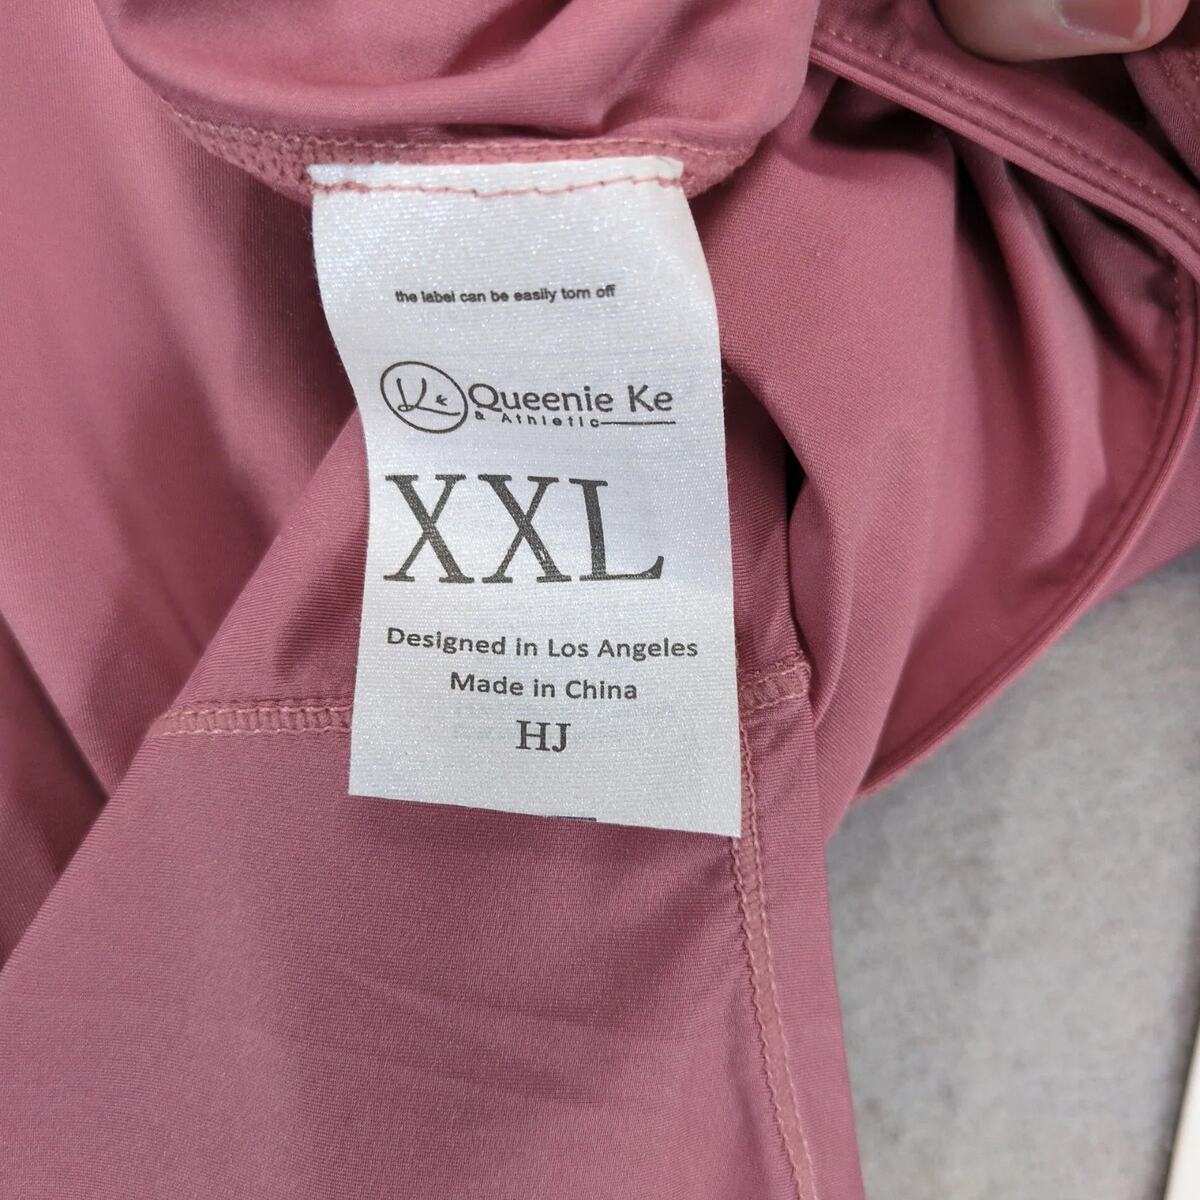 the label can be easily torn off
Queenie Ke
& Athletic
XXL
Designed in Los Angeles
Made in China
HJ